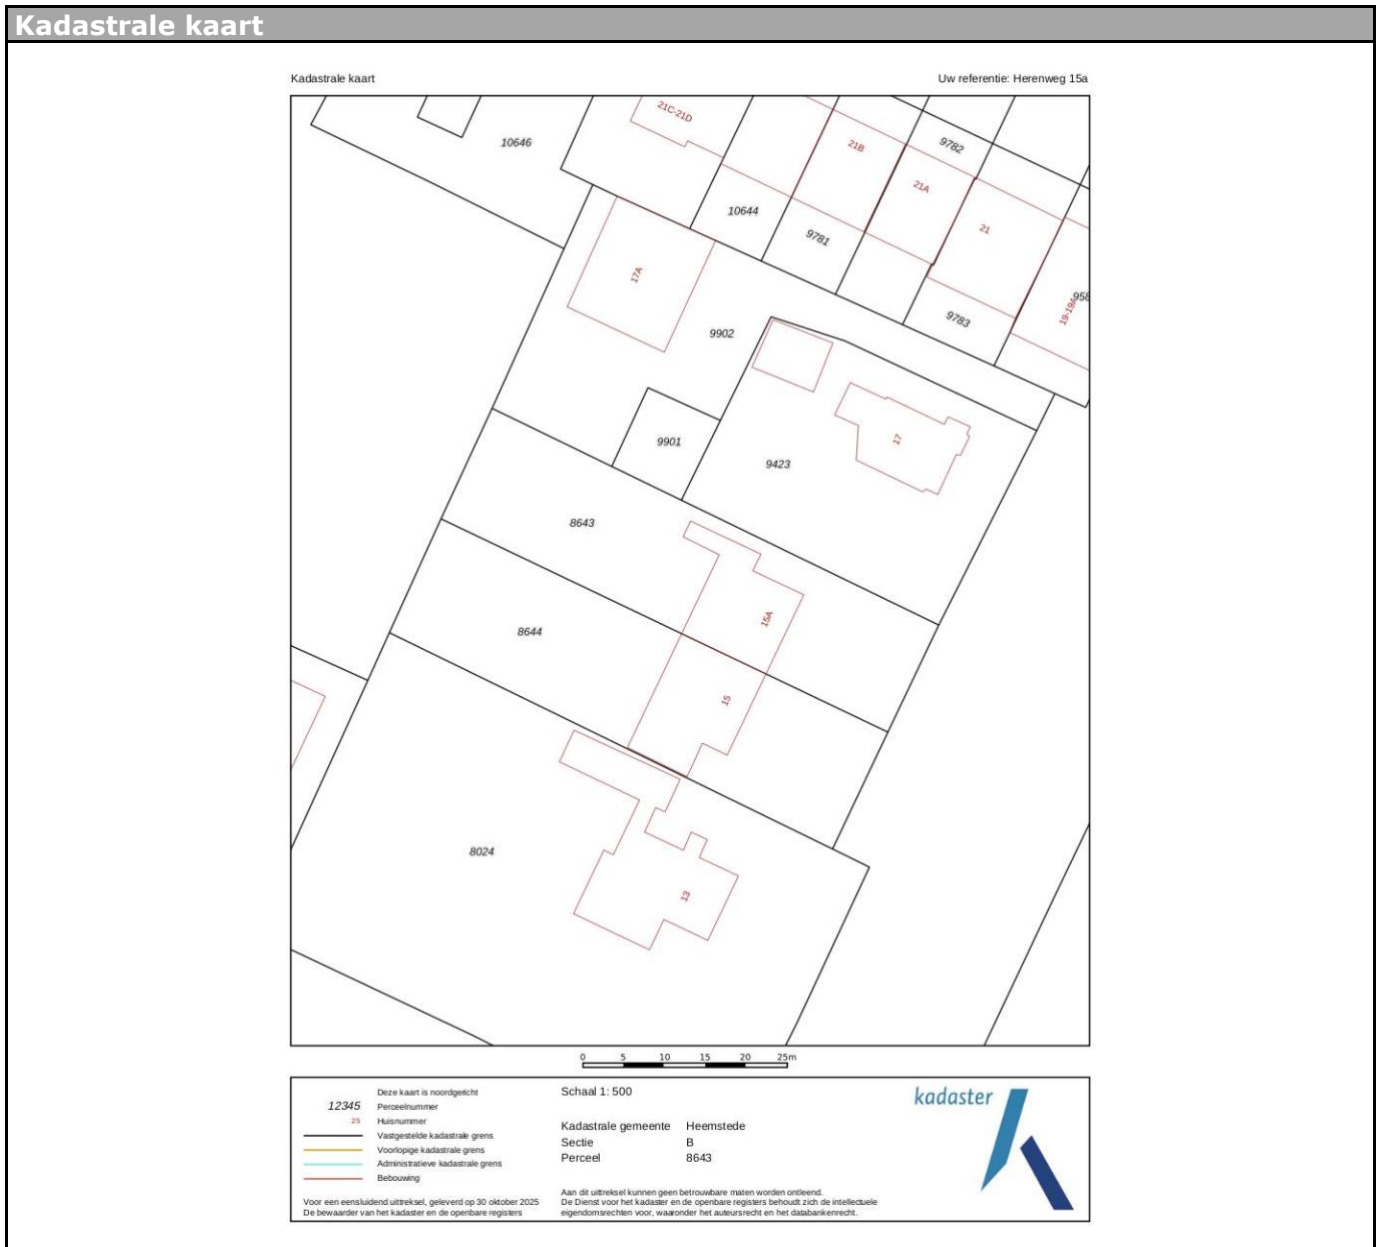 Kadastrale kaart
Kadastrale kaart
Uw referentie: Herenweg 15a
21C-21D
10646
21B
9782
21A
10644
9781
21
17A
958
19-19A
9783
9902
9901
17
9423
8643
15A
8644
15
8024
13
0 5 10 15 20 25m
Deze kaart is noordgericht
12345 Perceelnummer
25 Huisnummer
Vastgestelde kadastrale grens
Voorlopige kadastrale grens
Administratieve kadastrale grens
Bebouwing
Voor een eensluidend uittreksel, geleverd op 30 oktober 2025
De bewaarder van het kadaster en de openbare registers
Schaal 1: 500
Kadastrale gemeente Heemstede
Sectie B
Perceel 8643
Aan dit uittreksel kunnen geen betrouwbare maten worden ontleend.
De Dienst voor het kadaster en de openbare registers behoudt zich de intellectuele
eigendomsrechten voor, waaronder het auteursrecht en het databankenrecht.
kadaster